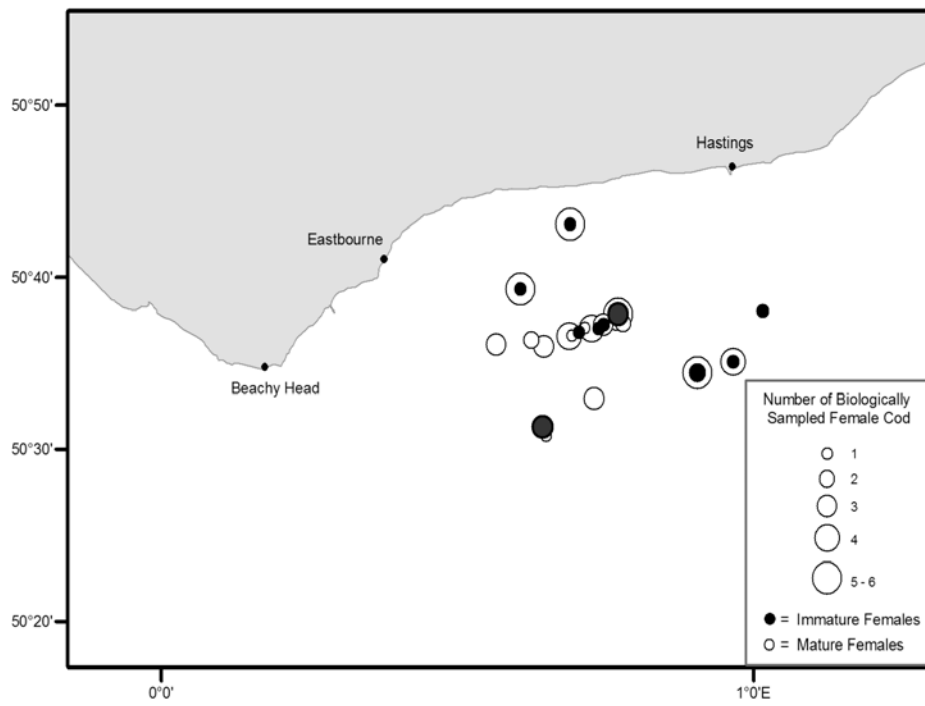 50°50'
Hastings
Eastbourne
50°40'
Beachy Head
Number of Biologically
Sampled Female Cod
1
2
3
4
5 - 6
= Immature Females
= Mature Females
50°30'
50°20'
0°0'
1°0'E